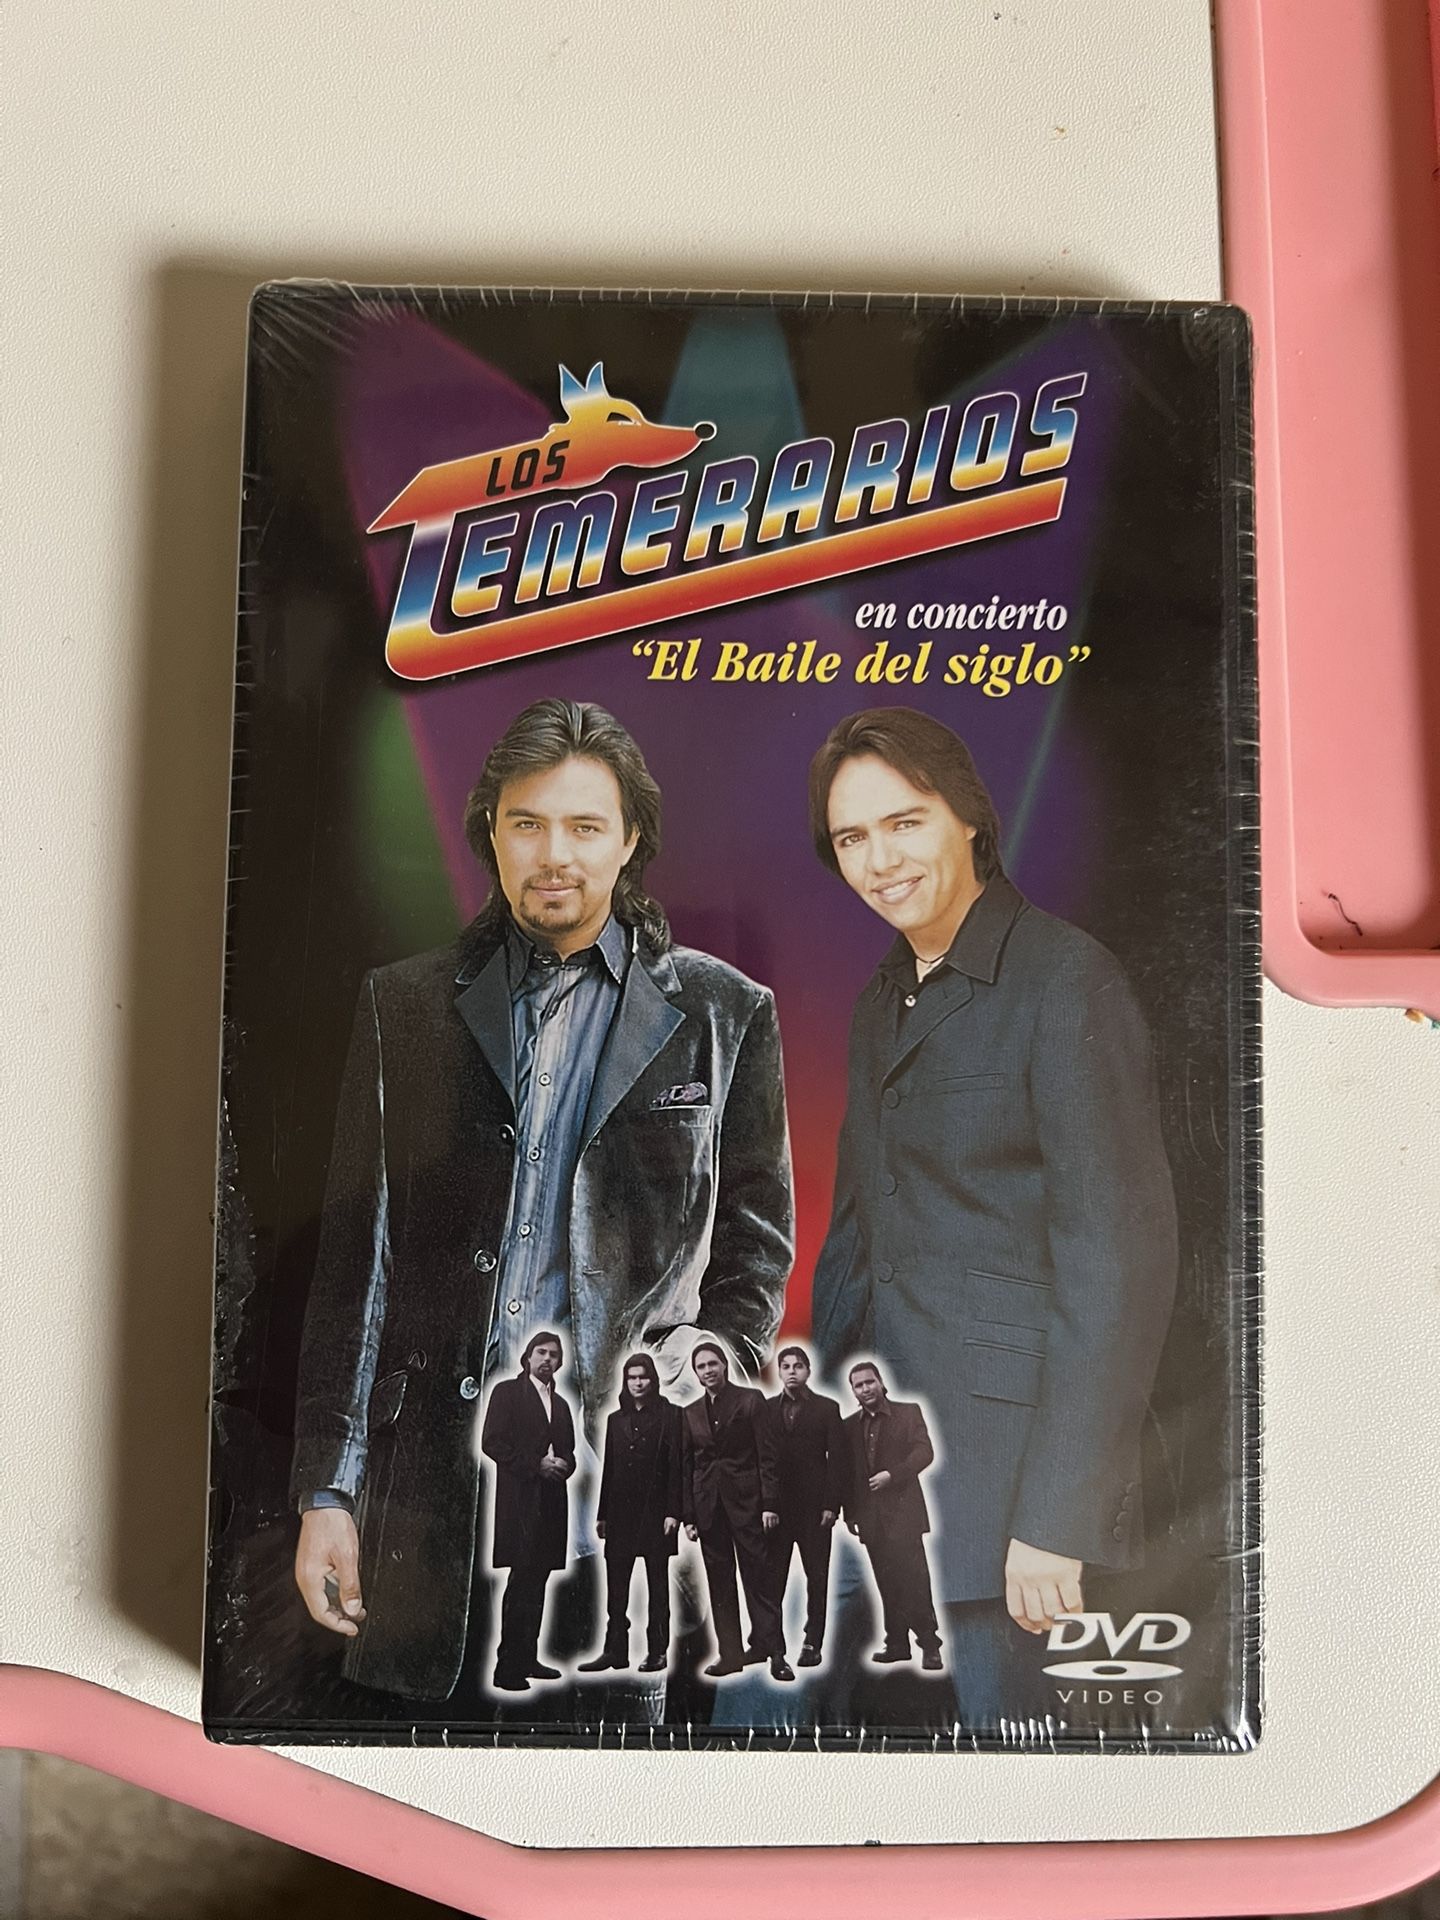 LOS
TEMERARIOS
en concierto
“El Baile del siglo”
DVD
VIDEO